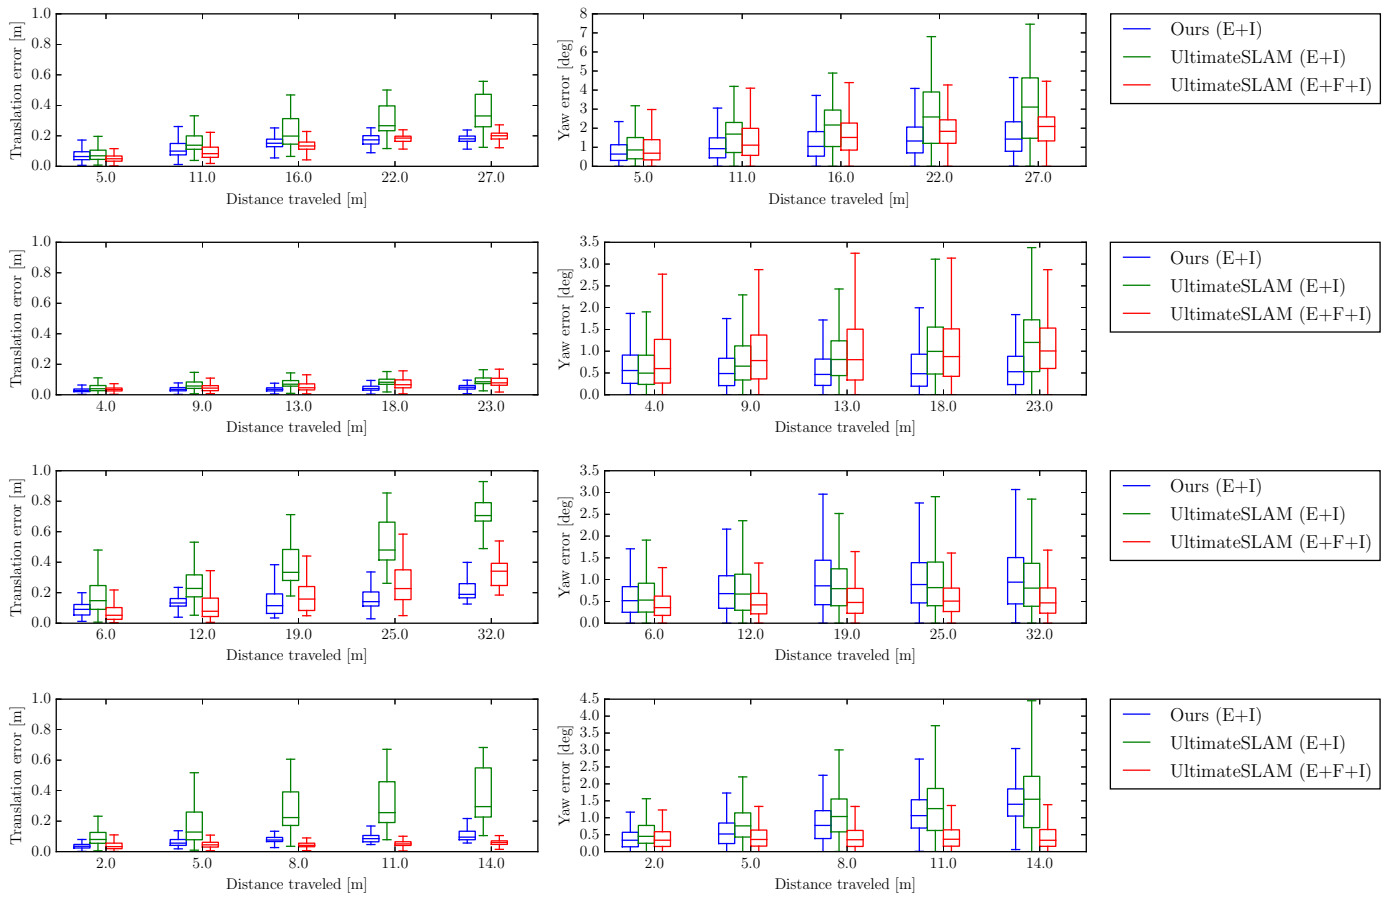 Translation error [m]
1.0
0.8
0.6
0.4
0.2
0.0
5.0 11.0 16.0 22.0 27.0
Distance traveled [m]
Yaw error [deg]
8
7
6
5
4
3
2
1
0
5.0 11.0 16.0 22.0 27.0
Distance traveled [m]
Ours (E+I)
UltimateSLAM (E+I)
UltimateSLAM (E+F+I)
Translation error [m]
1.0
0.8
0.6
0.4
0.2
0.0
4.0 9.0 13.0 18.0 23.0
Distance traveled [m]
Yaw error [deg]
3.5
3.0
2.5
2.0
1.5
1.0
0.5
0.0
4.0 9.0 13.0 18.0 23.0
Distance traveled [m]
Ours (E+I)
UltimateSLAM (E+I)
UltimateSLAM (E+F+I)
Translation error [m]
1.0
0.8
0.6
0.4
0.2
0.0
6.0 12.0 19.0 25.0 32.0
Distance traveled [m]
Yaw error [deg]
3.5
3.0
2.5
2.0
1.5
1.0
0.5
0.0
6.0 12.0 19.0 25.0 32.0
Distance traveled [m]
Ours (E+I)
UltimateSLAM (E+I)
UltimateSLAM (E+F+I)
Translation error [m]
1.0
0.8
0.6
0.4
0.2
0.0
2.0 5.0 8.0 11.0 14.0
Distance traveled [m]
Yaw error [deg]
4.5
4.0
3.5
3.0
2.5
2.0
1.5
1.0
0.5
0.0
2.0 5.0 8.0 11.0 14.0
Distance traveled [m]
Ours (E+I)
UltimateSLAM (E+I)
UltimateSLAM (E+F+I)